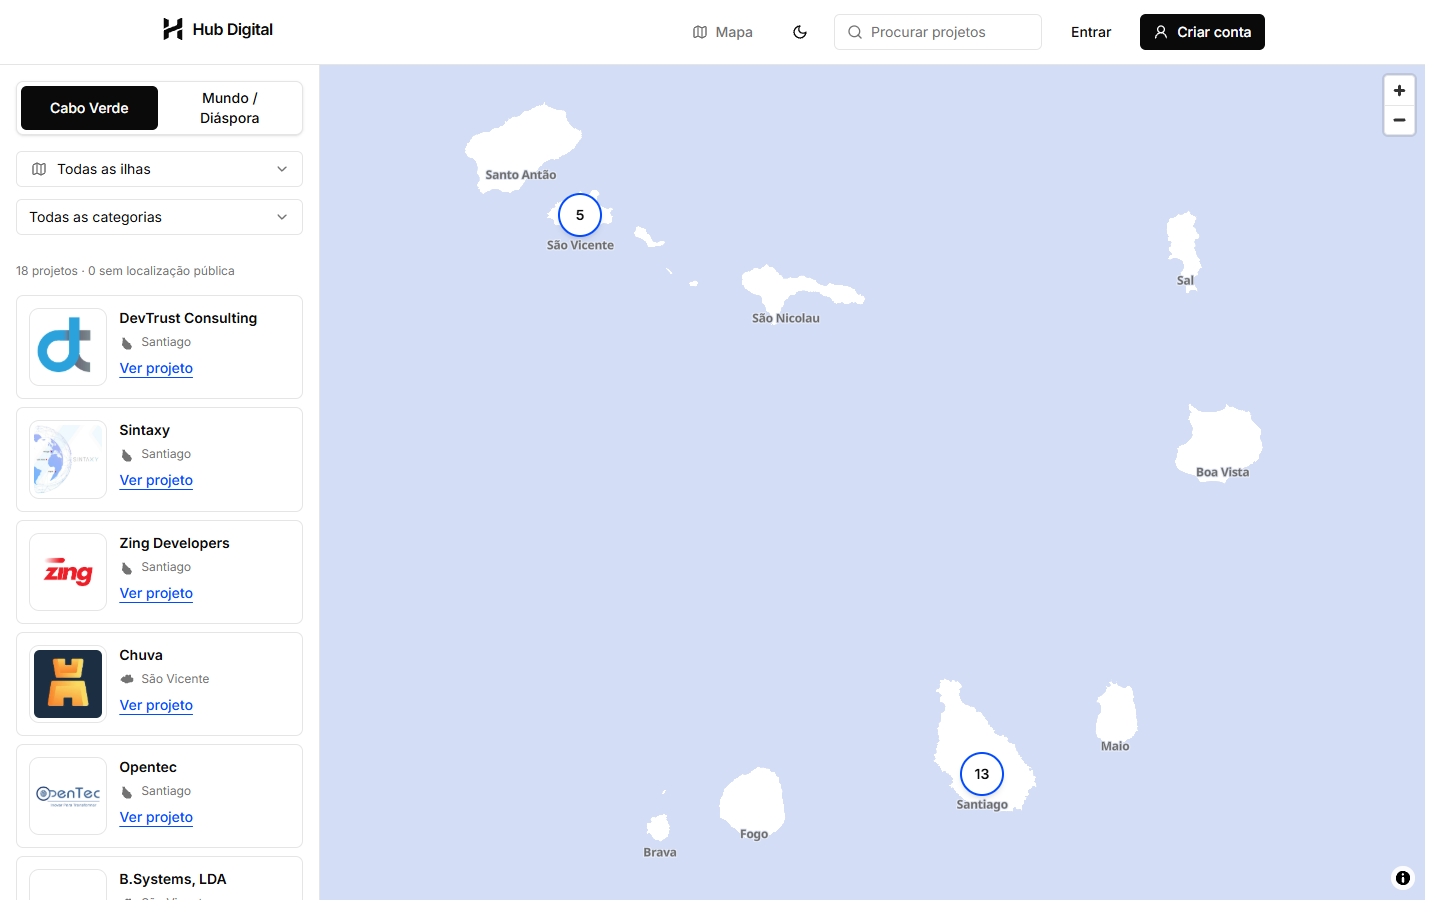 Hub Digital
Mapa
Procurar projetos
Entrar
Criar conta
Cabo Verde
Mundo /
Diáspora
Todas as ilhas
Todas as categorias
18 projetos · 0 sem localização pública
DevTrust Consulting
Santiago
Ver projeto
SINTAXY
Sintaxy
Santiago
Ver projeto
zing
Zing Developers
Santiago
Ver projeto
Chuva
São Vicente
Ver projeto
OpenTec
Opentec
Santiago
Ver projeto
B.Systems, LDA
Santo Antão
5
São Vicente
São Nicolau
Sal
Boa Vista
Maio
13
Santiago
Fogo
Brava